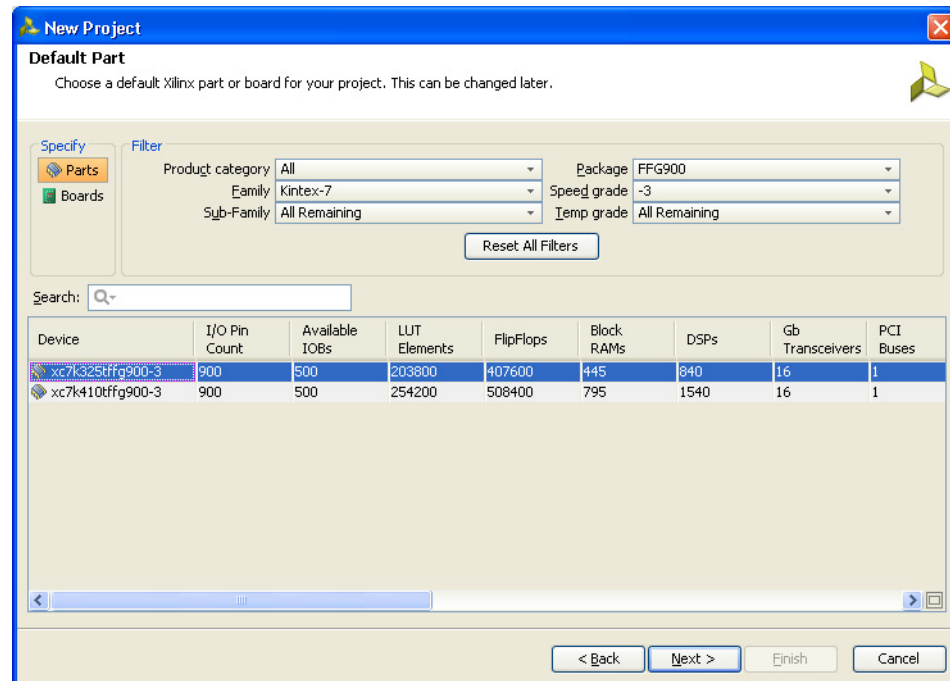 New Project
Default Part
Choose a default Xilinx part or board for your project. This can be changed later.
Specify
Parts
Boards
Filter
Product category All
Package FFG900
Family Kintex-7
Speed grade -3
Sub-Family All Remaining
Temp grade All Remaining
Reset All Filters
Search:
Device I/O Pin Count Available IOBs LUT Elements FlipFlops Block RAMs DSPs Gb Transceivers PCI Buses
xc7k325tffg900-3 900 500 203800 407600 445 840 16 1
xc7k410tffg900-3 900 500 254200 508400 795 1540 16 1
< Back Next > Finish Cancel